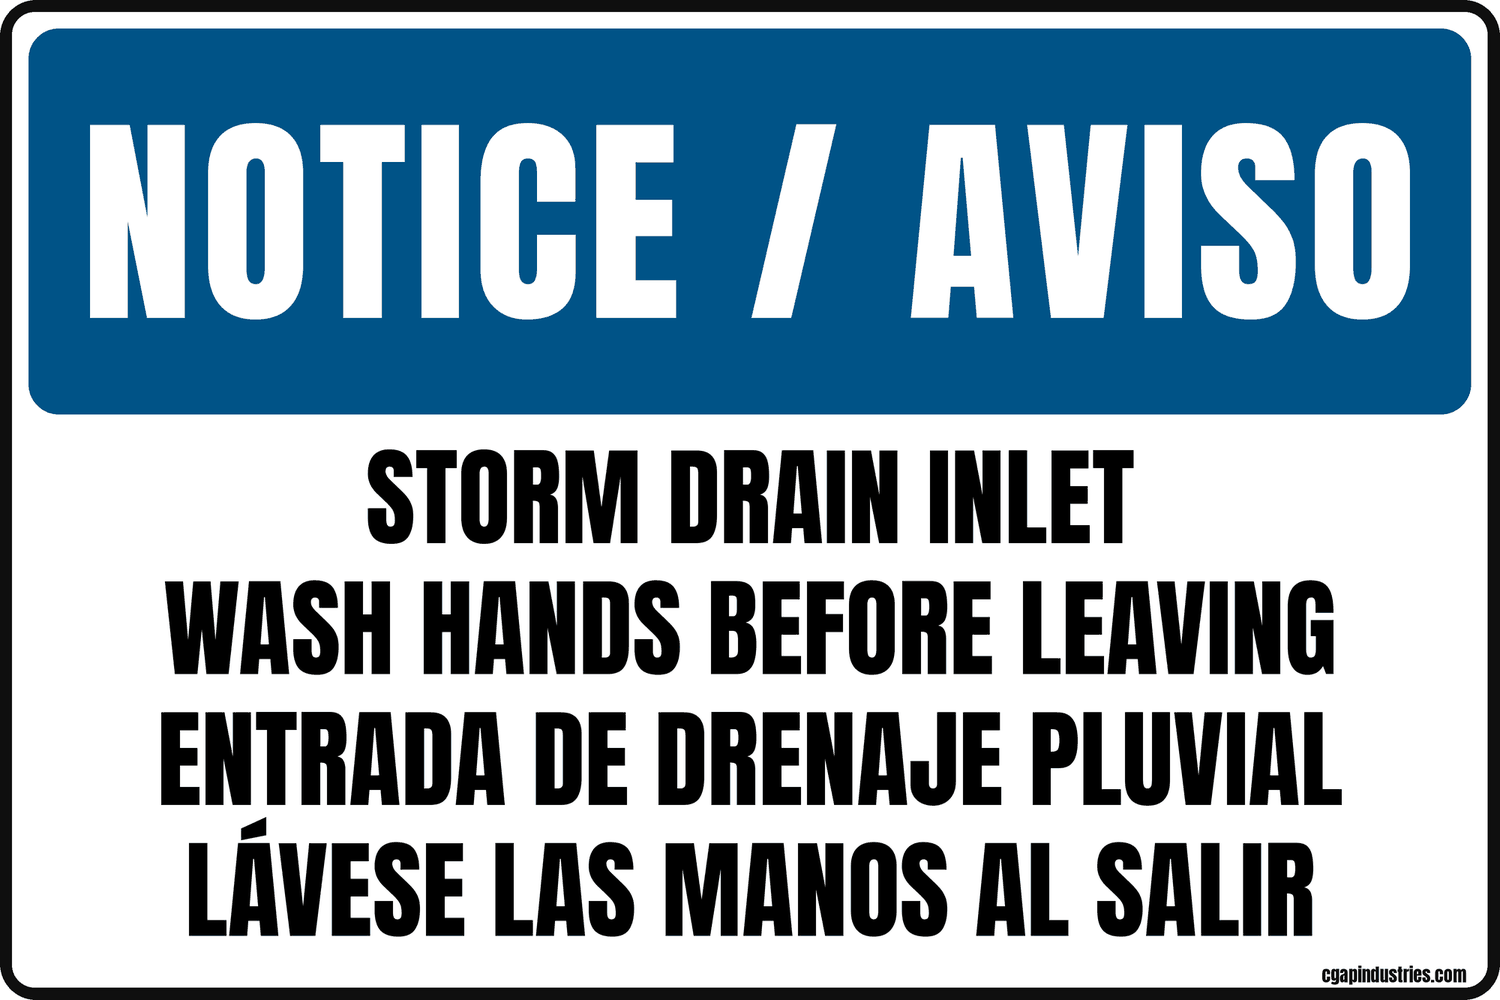 NOTICE / AVISO
STORM DRAIN INLET
WASH HANDS BEFORE LEAVING
ENTRADA DE DRENAJE PLUVIAL
LÁVESE LAS MANOS AL SALIR
cgapindustries.com